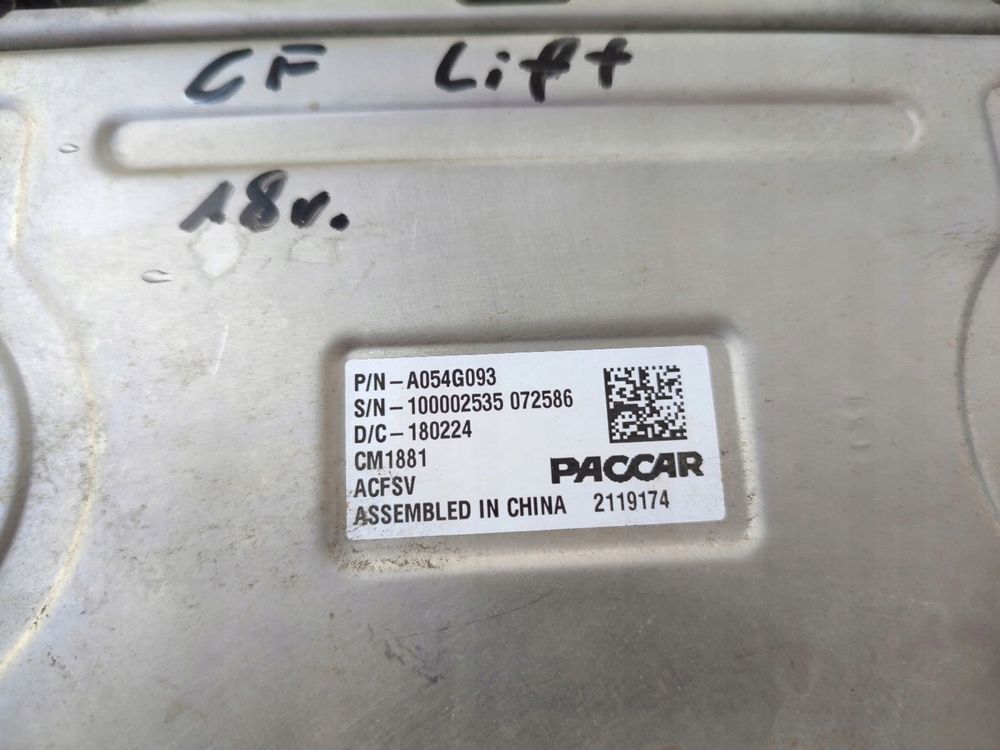 CF Lift
18v.
P/N-A054G093
S/N-100002535 072586
D/C-180224
CM1881
PACCAR
ACFSV
ASSEMBLED IN CHINA 2119174